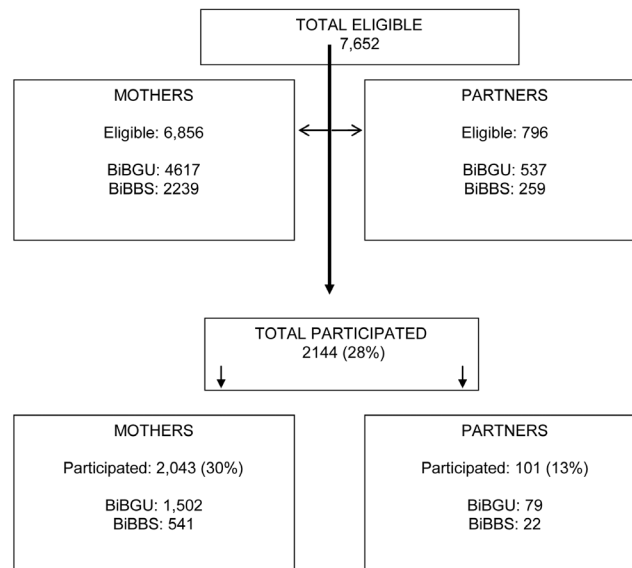 TOTAL ELIGIBLE
7,652
MOTHERS
Eligible: 6,856
BiBGU: 4617
BiBBS: 2239
PARTNERS
Eligible: 796
BiBGU: 537
BiBBS: 259
TOTAL PARTICIPATED
2144 (28%)
MOTHERS
Participated: 2,043 (30%)
BiBGU: 1,502
BiBBS: 541
PARTNERS
Participated: 101 (13%)
BiBGU: 79
BiBBS: 22